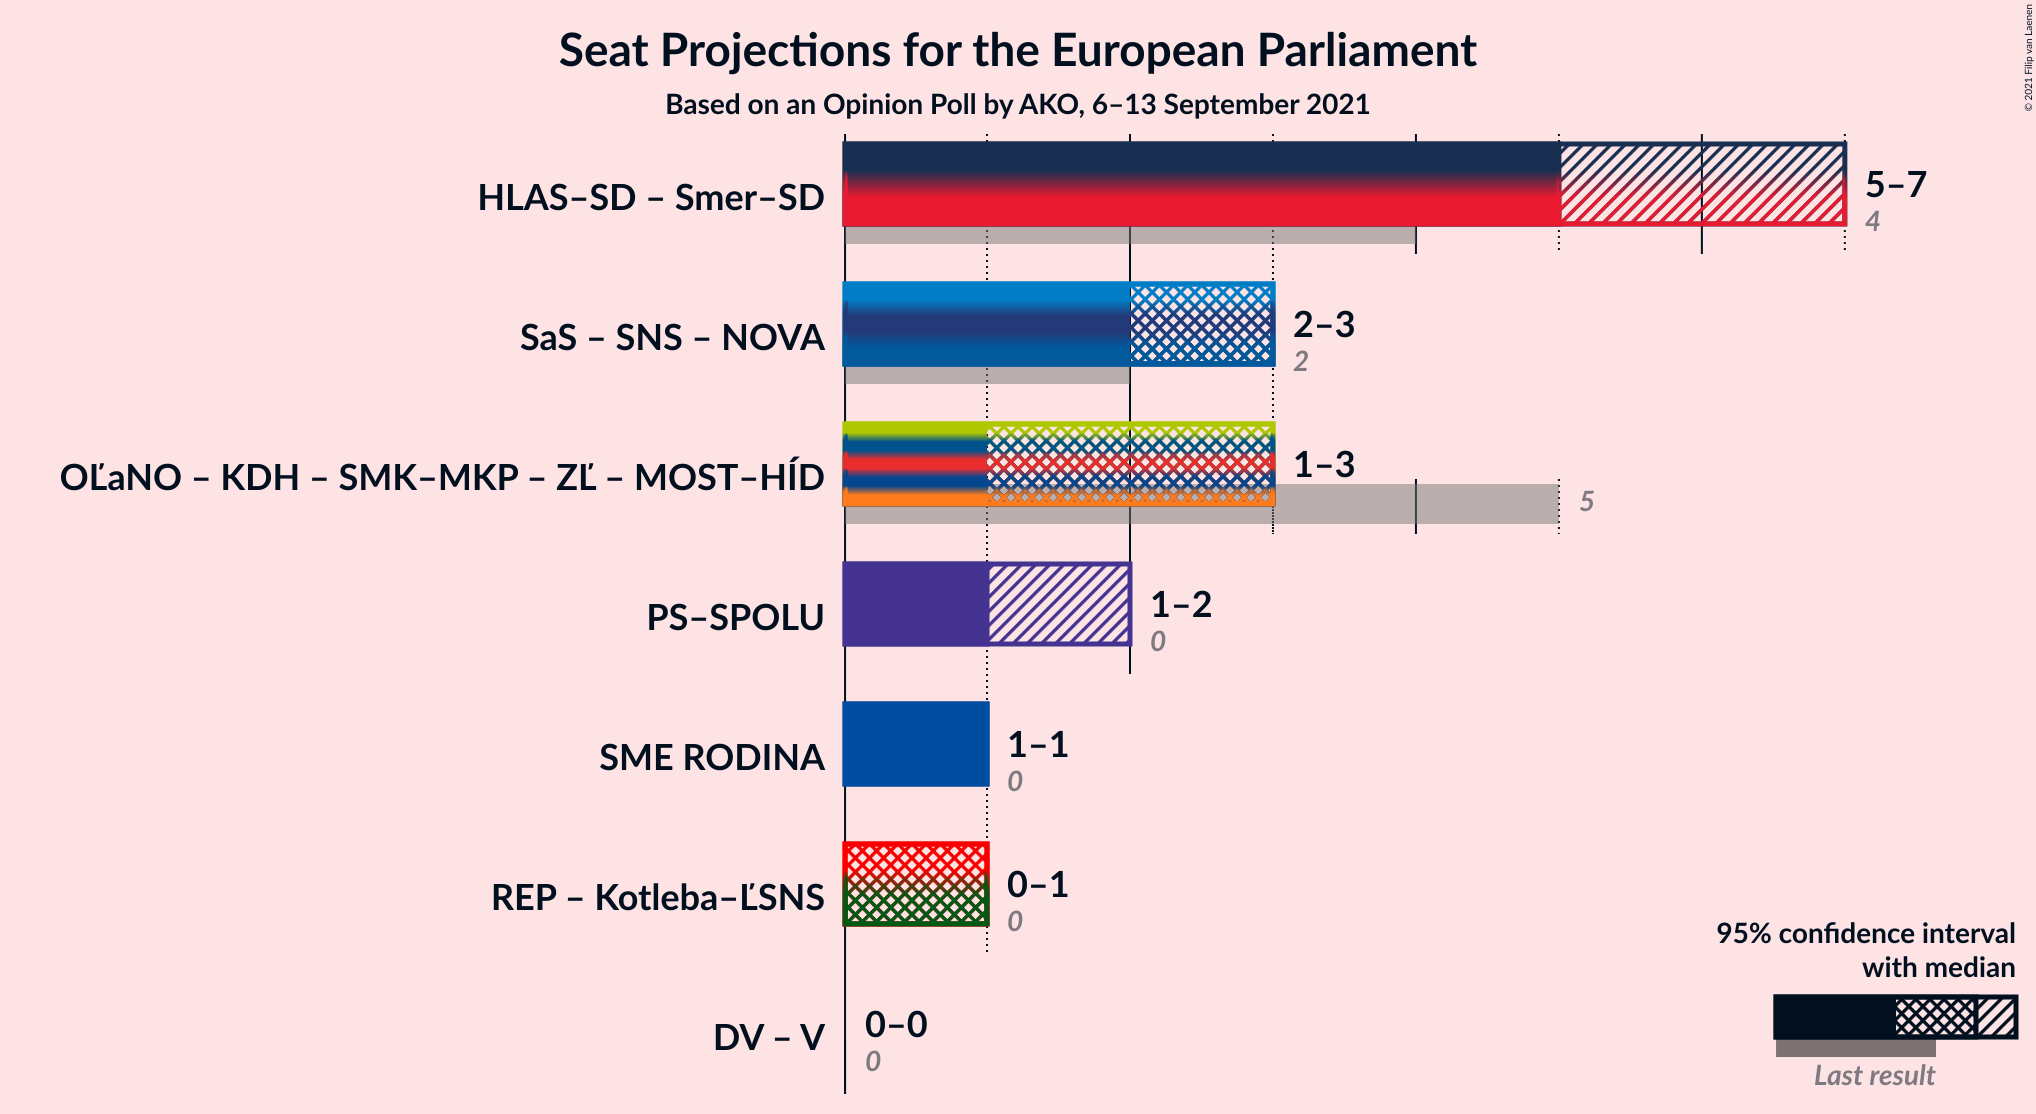 Seat Projections for the European Parliament
Based on an Opinion Poll by AKO, 6–13 September 2021
© 2021 Filip van Laenen
HLAS–SD – Smer–SD
5–7
4
SaS – SNS – NOVA
2–3
2
OĽaNO – KDH – SMK–MKP – ZĽ – MOST–HÍD
1–3
5
PS–SPOLU
1–2
0
SME RODINA
1–1
0
REP – Kotleba–ĽSNS
0–1
0
DV – V
0–0
0
95% confidence interval
with median
Last result